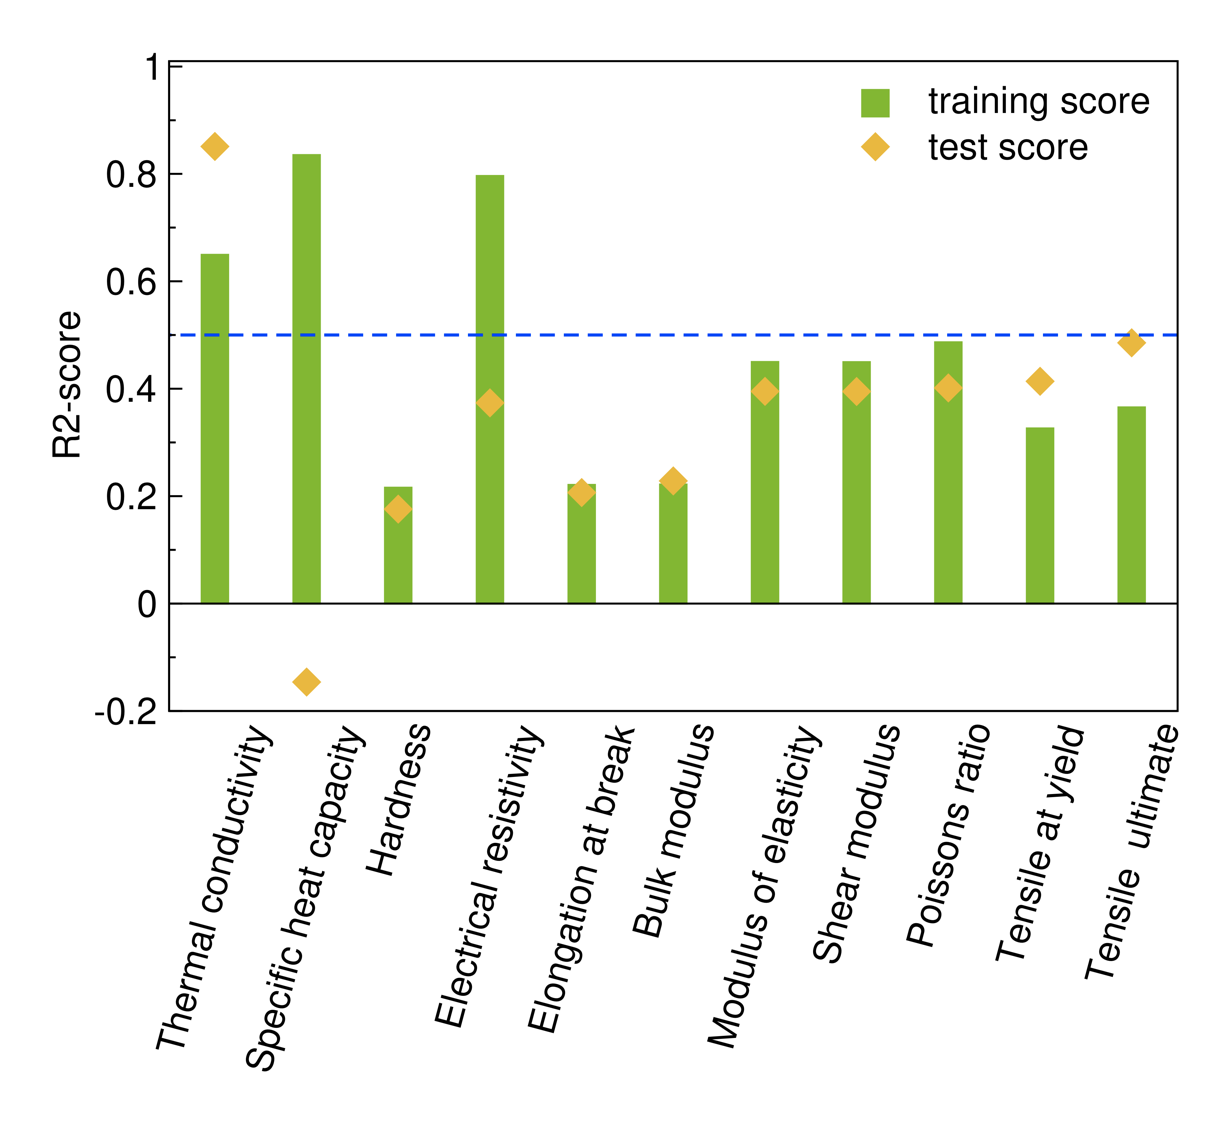 1
0.8
0.6
0.4
0.2
0
-0.2
R2-score
training score
test score
Thermal conductivity
Specific heat capacity
Hardness
Electrical resistivity
Elongation at break
Bulk modulus
Modulus of elasticity
Shear modulus
Poissons ratio
Tensile at yield
Tensile ultimate